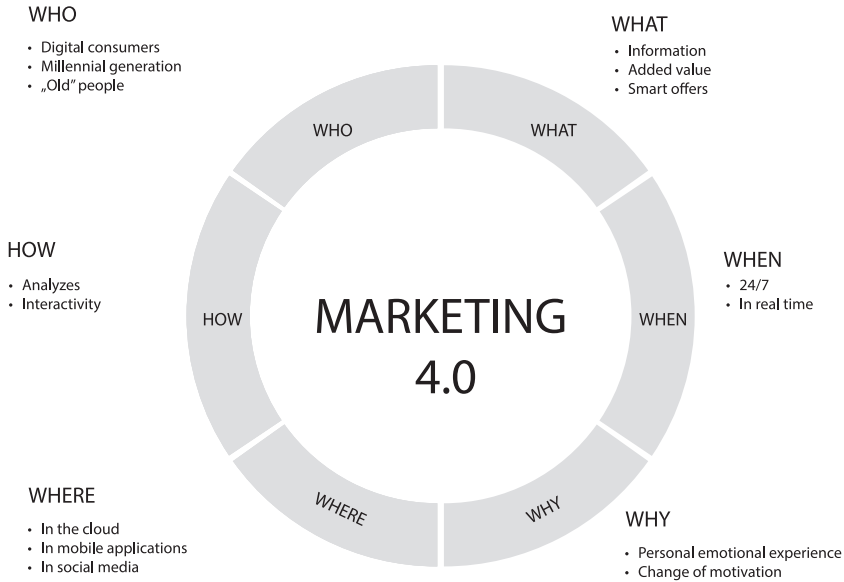 WHO
• Digital consumers
• Millennial generation
• „Old” people
WHAT
• Information
• Added value
• Smart offers
WHO
WHAT
HOW
• Analyzes
• Interactivity
WHEN
• 24/7
• In real time
HOW
MARKETING
4.0
WHEN
WHERE
• In the cloud
• In mobile applications
• In social media
WHERE
WHY
WHY
• Personal emotional experience
• Change of motivation